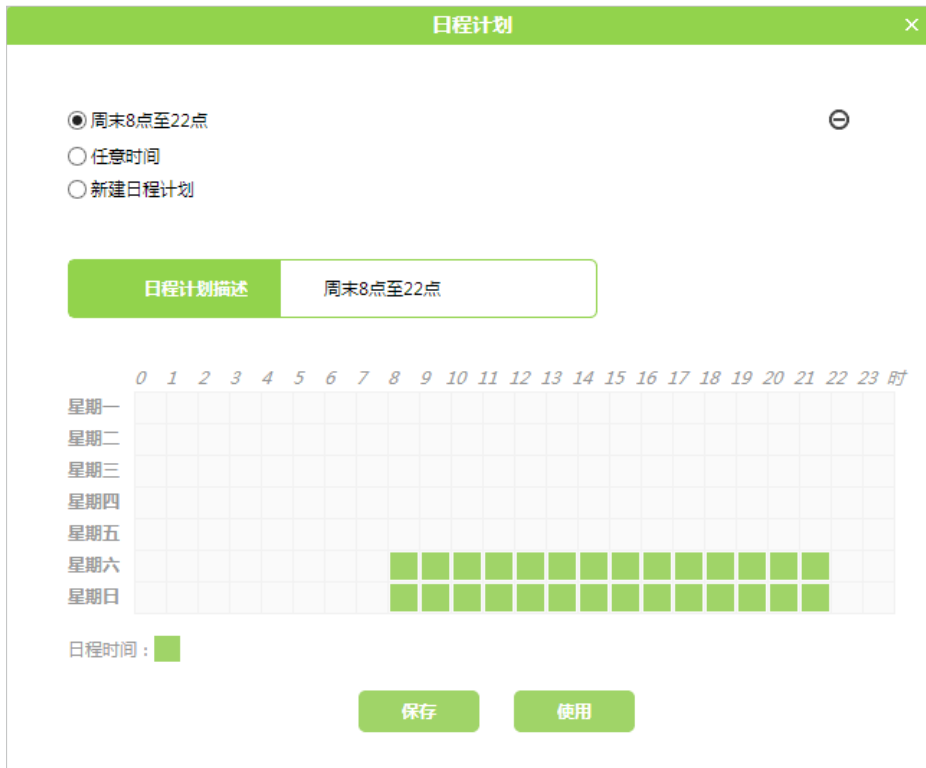 日程计划
周末8点至22点
任意时间
新建日程计划
日程计划描述 周末8点至22点
0 1 2 3 4 5 6 7 8 9 10 11 12 13 14 15 16 17 18 19 20 21 22 23 时
星期一
星期二
星期三
星期四
星期五
星期六
星期日
日程时间：
保存 使用